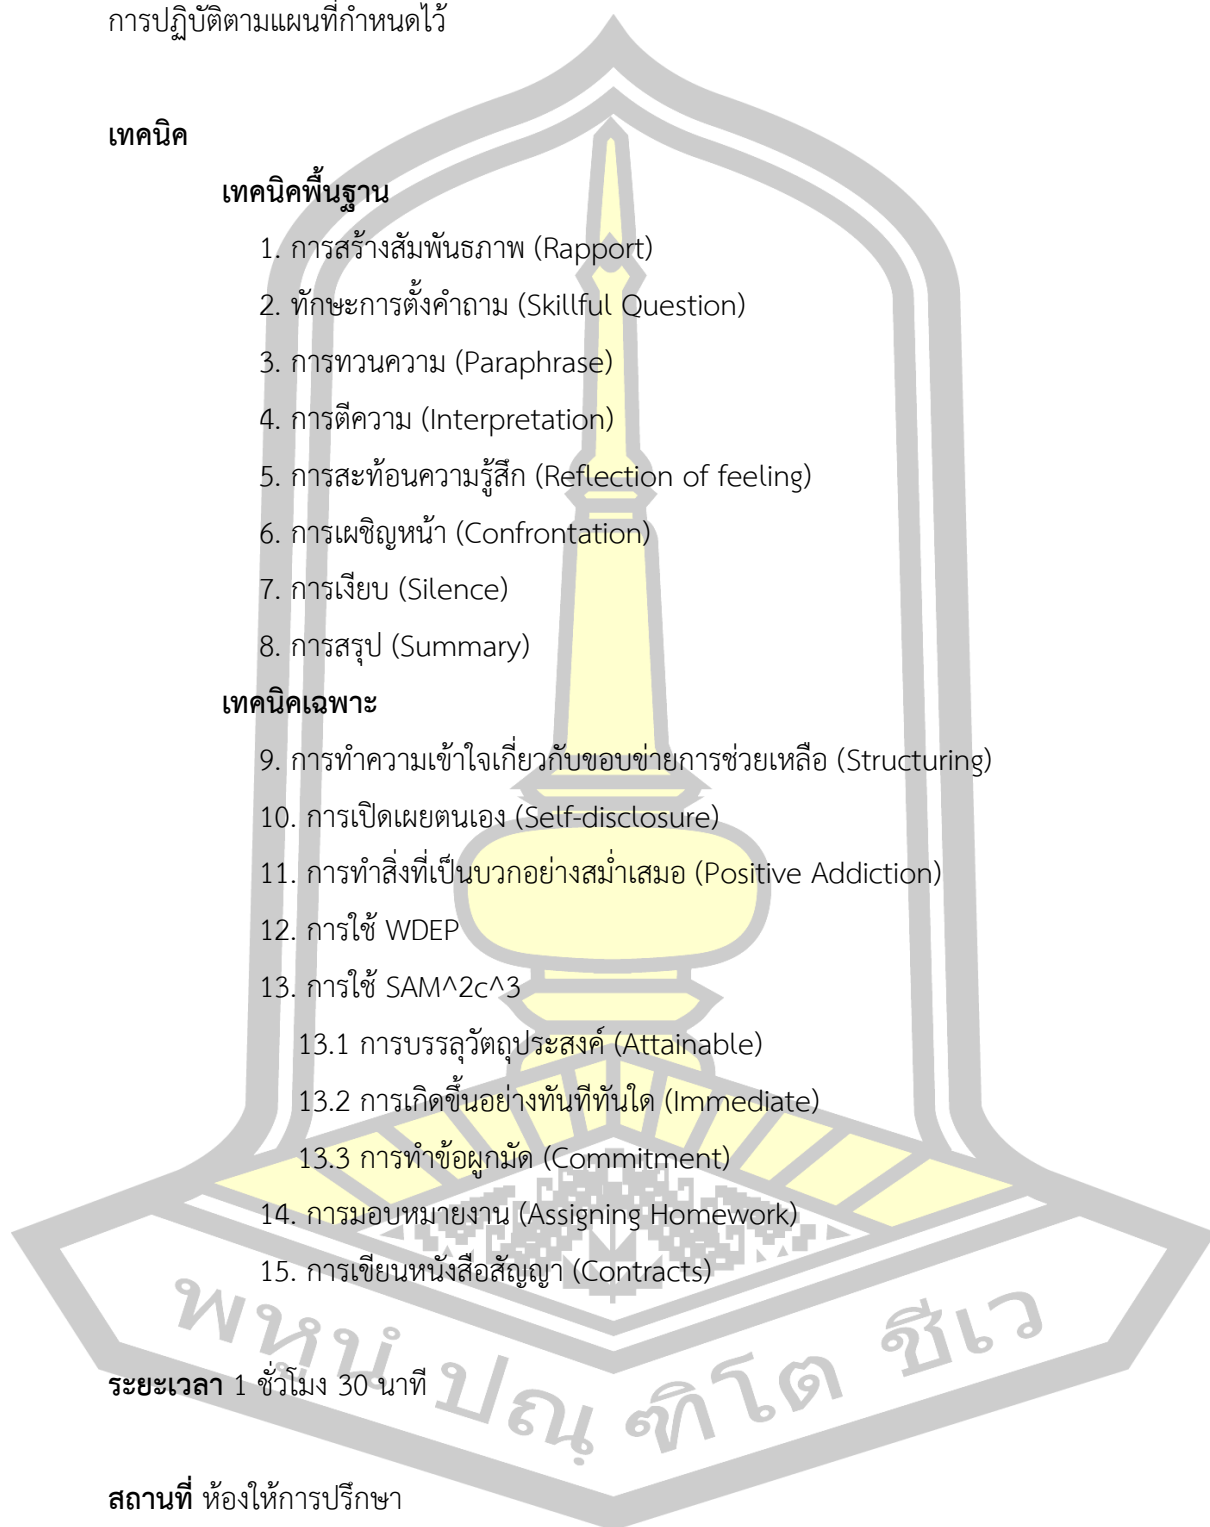 การปฏิบัติตามแผนที่กำหนดไว้
เทคนิค
เทคนิคพื้นฐาน
1. การสร้างสัมพันธภาพ (Rapport)
2. ทักษะการตั้งคำถาม (Skillful Question)
3. การทวนความ (Paraphrase)
4. การตีความ (Interpretation)
5. การสะท้อนความรู้สึก (Reflection of feeling)
6. การเผชิญหน้า (Confrontation)
7. การเงียบ (Silence)
8. การสรุป (Summary)
เทคนิคเฉพาะ
9. การทำความเข้าใจเกี่ยวกับขอบข่ายการช่วยเหลือ (Structuring)
10. การเปิดเผยตนเอง (Self-disclosure)
11. การทำสิ่งที่เป็นบวกอย่างสม่ำเสมอ (Positive Addiction)
12. การใช้ WDEP
13. การใช้ SAM^2c^3
13.1 การบรรลุวัตถุประสงค์ (Attainable)
13.2 การเกิดขึ้นอย่างทันทีทันใด (Immediate)
13.3 การทำข้อผูกมัด (Commitment)
14. การมอบหมายงาน (Assigning Homework)
15. การเขียนหนังสือสัญญา (Contracts)
พหูนํ ปณฺฑิโต ชีเว
ระยะเวลา 1 ชั่วโมง 30 นาที
สถานที่ ห้องให้การปรึกษา